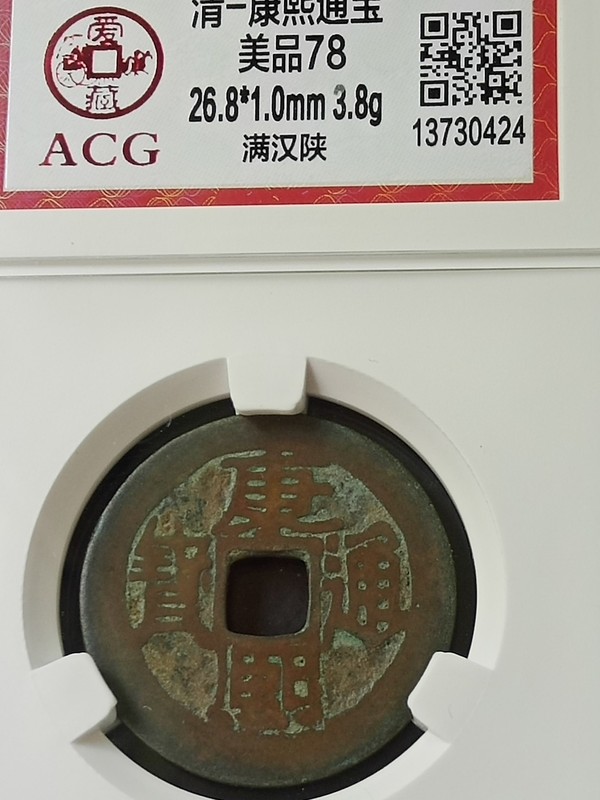 清-康熙通宝
美品78
26.8*1.0mm 3.8g
满汉陕
爱藏
ACG
13730424
康熙通寳